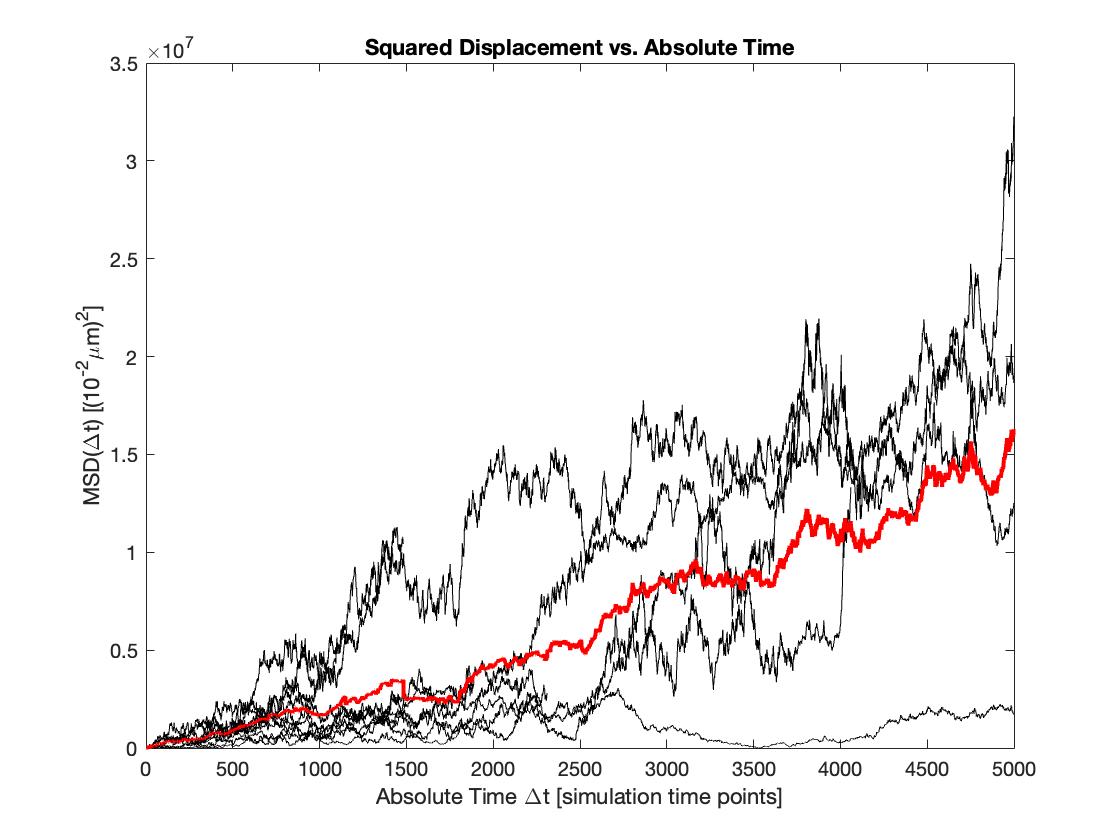 Squared Displacement vs. Absolute Time
×10⁷
3.5
3
2.5
2
1.5
1
0.5
0
MSD(Δt) [(10⁻² μm)²]
0 500 1000 1500 2000 2500 3000 3500 4000 4500 5000
Absolute Time Δt [simulation time points]